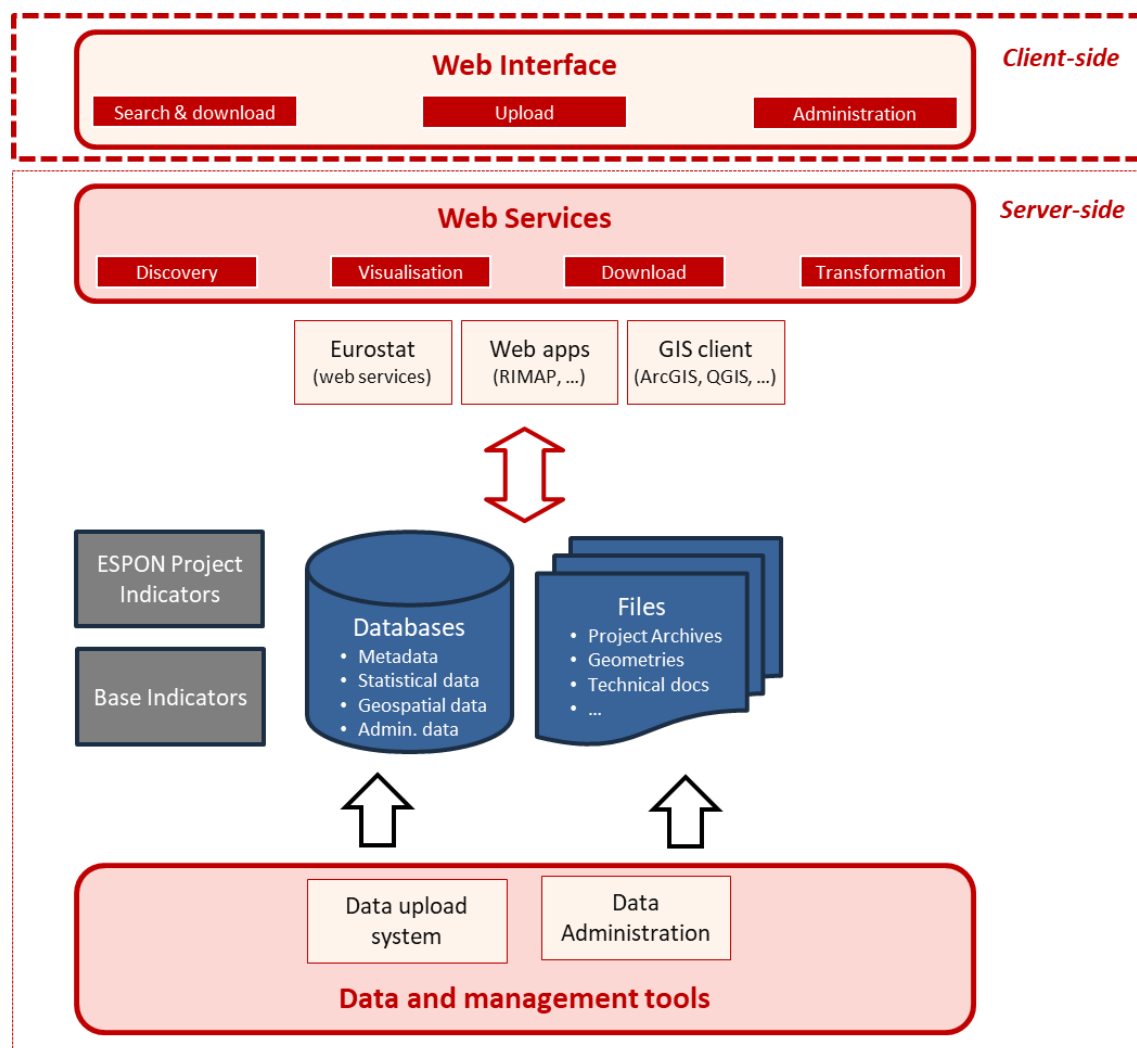 Web Interface
Client-side
Search & download
Upload
Administration
Web Services
Server-side
Discovery
Visualisation
Download
Transformation
Eurostat
(web services)
Web apps
(RIMAP, ...)
GIS client
(ArcGIS, QGIS, ...)
ESPON Project
Indicators
Base Indicators
Databases
• Metadata
• Statistical data
• Geospatial data
• Admin. data
Files
• Project Archives
• Geometries
• Technical docs
• ...
Data upload
system
Data
Administration
Data and management tools